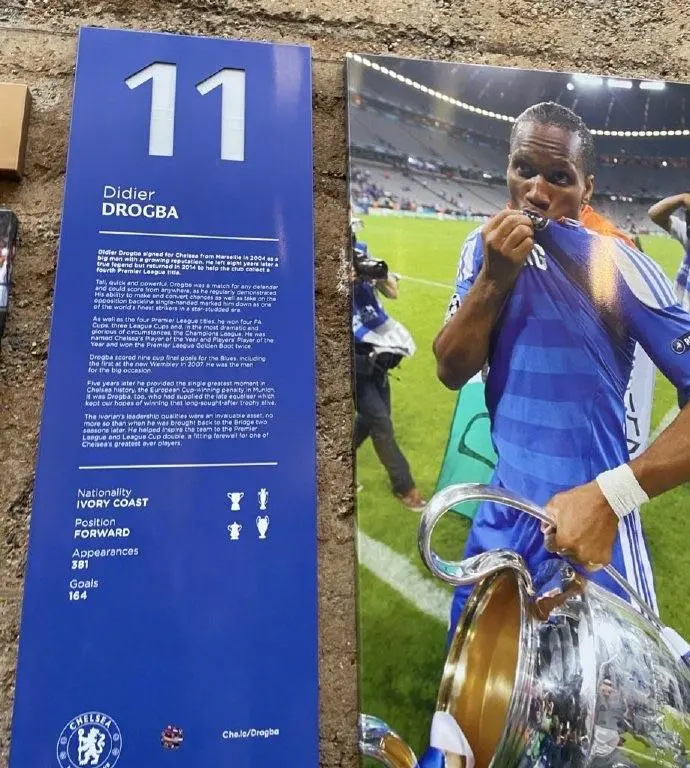 11
Didier
DROGBA
Didier Drogba signed for Chelsea from Marseille in 2004 as a
big man with a growing reputation. He left eight years later a
true legend but returned in 2014 to help the club collect a
fourth Premier League title.
Tall, quick and powerful, Drogba was a match for any defender
and could score from anywhere, as he regularly demonstrated.
His ability to make and convert chances as well as take on the
opposition backline single-handed marked him down as one
of the world's finest strikers in a star-studded era.
As well as the four Premier League titles, he won four FA
Cups, three League Cups and, in the most dramatic and
glorious of circumstances, the Champions League. He was
named Chelsea's Player of the Year and Players' Player of the
Year and won the Premier League Golden Boot twice.
Drogba scored nine cup final goals for the Blues, including
the first at the new Wembley in 2007. He was the man
for the big occasion.
Five years later he provided the single greatest moment in
Chelsea history, the European Cup-winning penalty in Munich.
It was Drogba, too, who had supplied the late equaliser which
kept our hopes of winning that long-sought-after trophy alive.
The Ivorian's leadership qualities were an invaluable asset, no
more so than when he was brought back to the Bridge two
seasons later. He helped inspire the team to the Premier
League and League Cup double, a fitting farewell for one of
Chelsea's greatest ever players.
Nationality
IVORY COAST
Position
FORWARD
Appearances
381
Goals
164
CHELSEA
Che.lc/Drogba